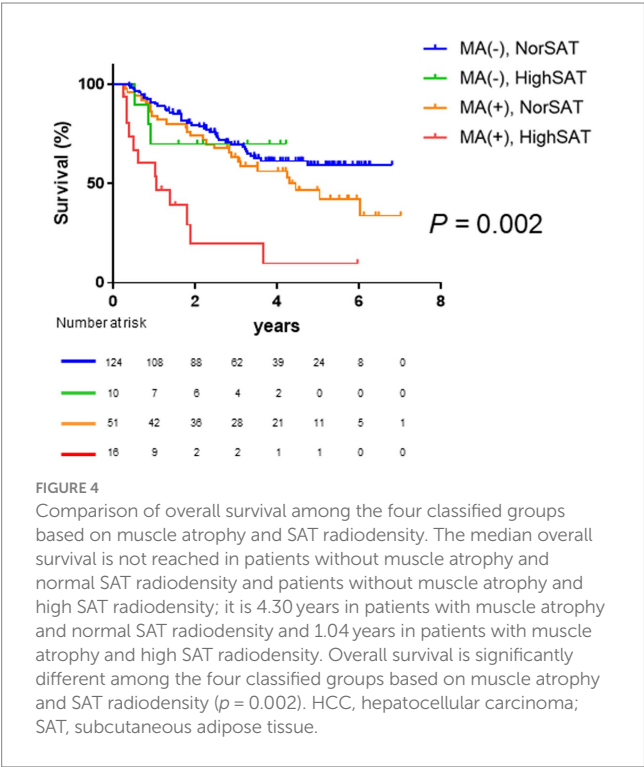 MA(-), NorSAT
MA(-), HighSAT
MA(+), NorSAT
MA(+), HighSAT
100
50
0
Survival (%)
P = 0.002
0 2 4 6 8
Number at risk
years
124 108 88 62 39 24 8 0
10 7 6 4 2 0 0 0
51 42 36 28 21 11 5 1
16 9 2 2 1 1 0 0
FIGURE 4
Comparison of overall survival among the four classified groups
based on muscle atrophy and SAT radiodensity. The median overall
survival is not reached in patients without muscle atrophy and
normal SAT radiodensity and patients without muscle atrophy and
high SAT radiodensity; it is 4.30 years in patients with muscle atrophy
and normal SAT radiodensity and 1.04 years in patients with muscle
atrophy and high SAT radiodensity. Overall survival is significantly
different among the four classified groups based on muscle atrophy
and SAT radiodensity (p = 0.002). HCC, hepatocellular carcinoma;
SAT, subcutaneous adipose tissue.